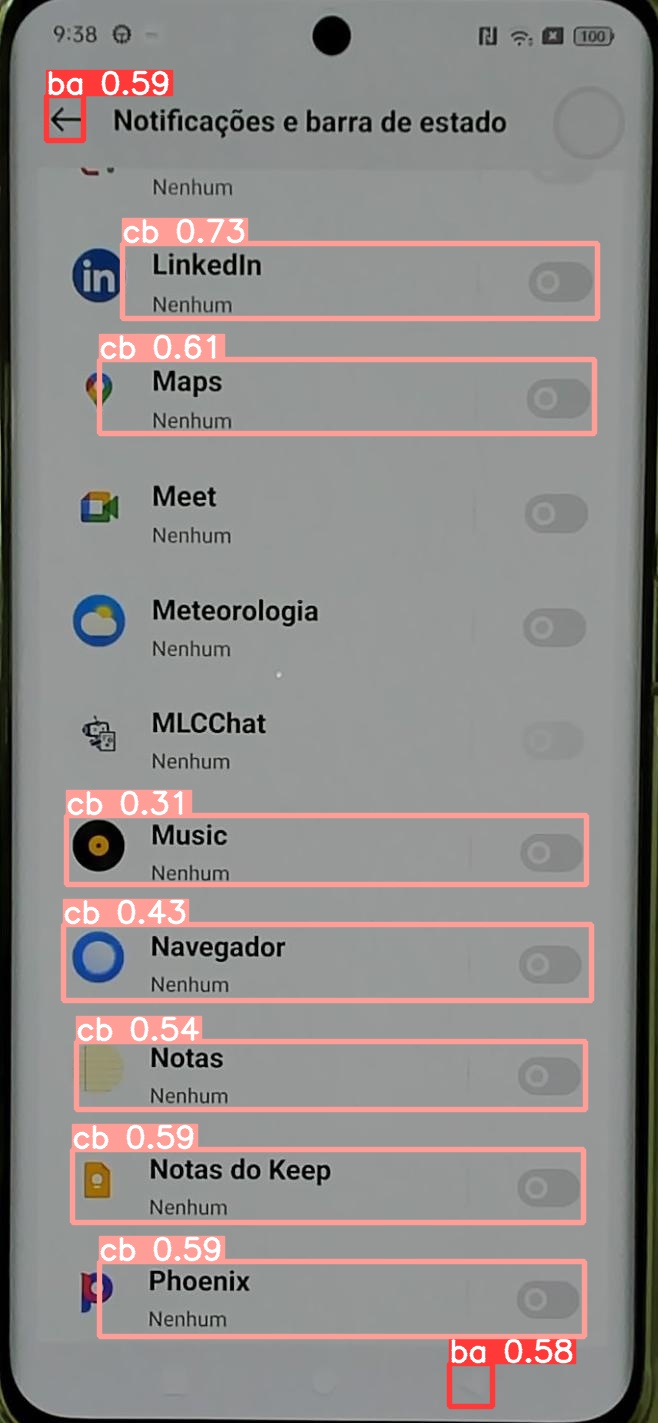 9:38
100
ba 0.59
Notificações e barra de estado
Nenhum
cb 0.73
in
LinkedIn
Nenhum
cb 0.61
Maps
Nenhum
Meet
Nenhum
Meteorologia
Nenhum
MLCChat
Nenhum
cb 0.31
Music
Nenhum
cb 0.43
Navegador
Nenhum
cb 0.54
Notas
Nenhum
cb 0.59
Notas do Keep
Nenhum
cb 0.59
Phoenix
Nenhum
ba 0.58